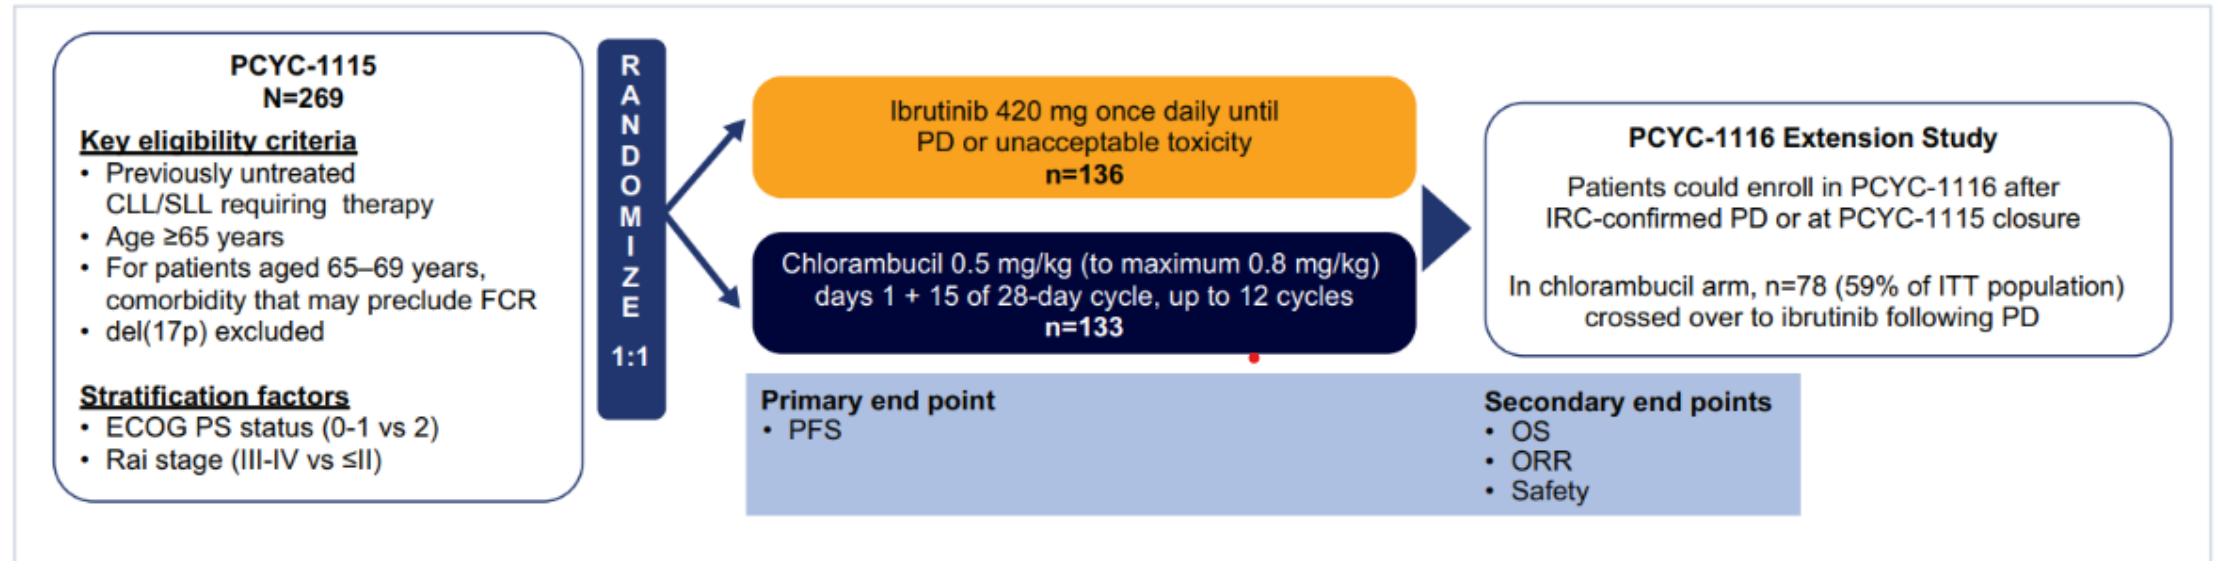 PCYC-1115
N=269
Key eligibility criteria
• Previously untreated
CLL/SLL requiring therapy
• Age ≥65 years
• For patients aged 65–69 years,
comorbidity that may preclude FCR
• del(17p) excluded
Stratification factors
• ECOG PS status (0-1 vs 2)
• Rai stage (III-IV vs ≤II)
RANDOMIZE
1:1
Ibrutinib 420 mg once daily until
PD or unacceptable toxicity
n=136
Chlorambucil 0.5 mg/kg (to maximum 0.8 mg/kg)
days 1 + 15 of 28-day cycle, up to 12 cycles
n=133
PCYC-1116 Extension Study
Patients could enroll in PCYC-1116 after
IRC-confirmed PD or at PCYC-1115 closure
In chlorambucil arm, n=78 (59% of ITT population)
crossed over to ibrutinib following PD
Primary end point
• PFS
Secondary end points
• OS
• ORR
• Safety